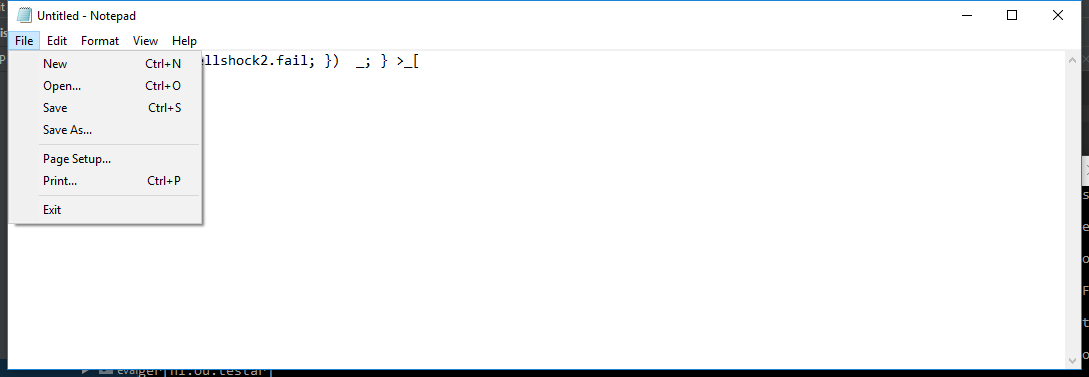 Untitled - Notepad
File Edit Format View Help
ellshock2.fail; })  _; } >_[
New Ctrl+N
Open... Ctrl+O
Save Ctrl+S
Save As...
Page Setup...
Print... Ctrl+P
Exit